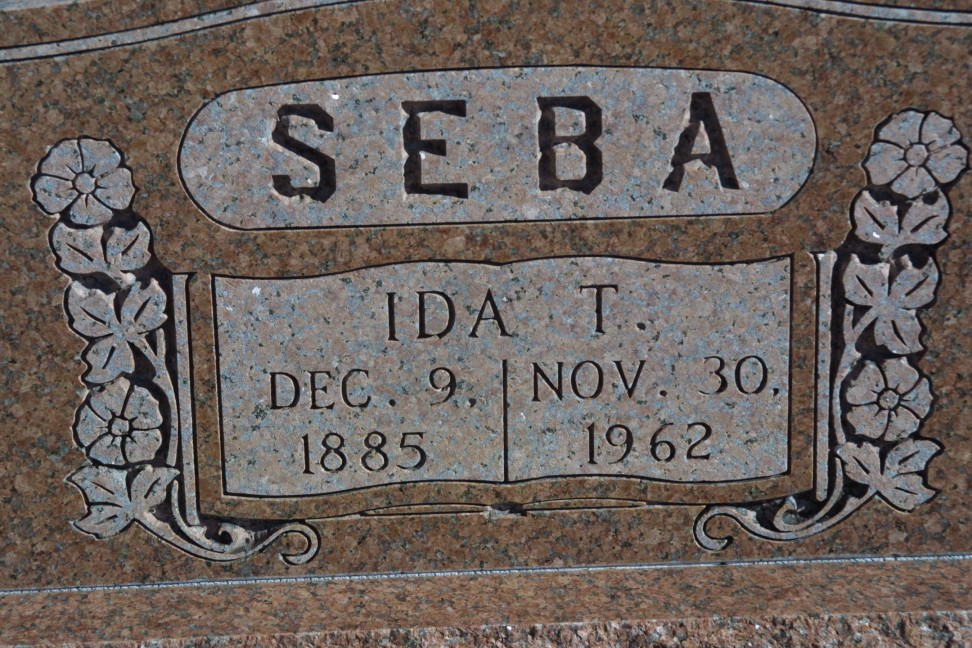 SEBA
IDA T.
DEC. 9, NOV. 30,
1885 1962